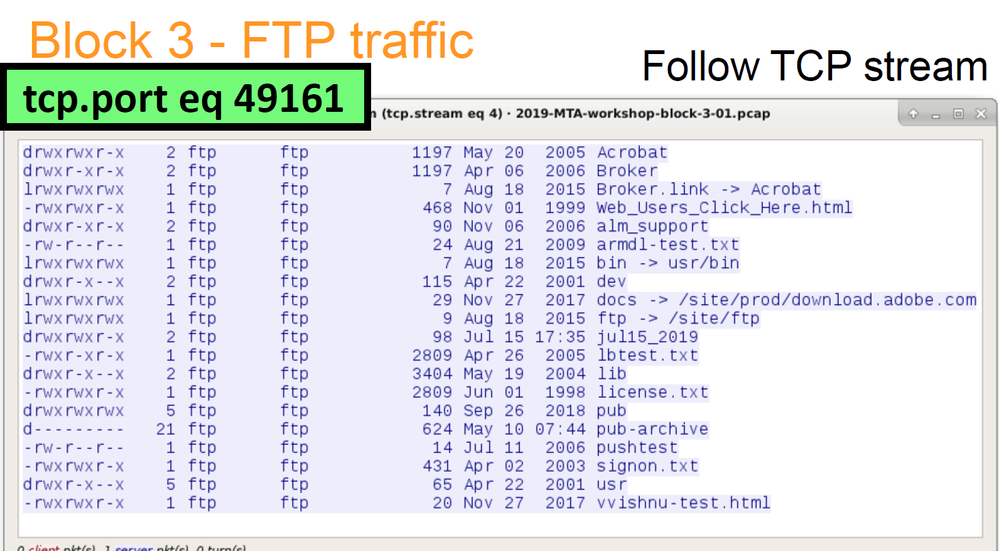 Block 3 - FTP traffic
Follow TCP stream
tcp.port eq 49161
(tcp.stream eq 4) · 2019-MTA-workshop-block-3-01.pcap
drwxrwxr-x 2 ftp ftp 1197 May 20 2005 Acrobat
drwxr-xr-x 2 ftp ftp 1197 Apr 06 2006 Broker
lrwxrwxrwx 1 ftp ftp 7 Aug 18 2015 Broker.link -> Acrobat
-rwxrwxr-x 1 ftp ftp 468 Nov 01 1999 Web_Users_Click_Here.html
drwxr-xr-x 2 ftp ftp 90 Nov 06 2006 alm_support
-rw-r--r-- 1 ftp ftp 24 Aug 21 2009 armdl-test.txt
lrwxrwxrwx 1 ftp ftp 7 Aug 18 2015 bin -> usr/bin
drwxr-x--x 2 ftp ftp 115 Apr 22 2001 dev
lrwxrwxrwx 1 ftp ftp 29 Nov 27 2017 docs -> /site/prod/download.adobe.com
lrwxrwxrwx 1 ftp ftp 9 Aug 18 2015 ftp -> /site/ftp
drwxrwxr-x 2 ftp ftp 98 Jul 15 17:35 jul15_2019
-rwxr-xr-x 1 ftp ftp 2809 Apr 26 2005 lbtest.txt
drwxr-x--x 2 ftp ftp 3404 May 19 2004 lib
-rwxrwxr-x 1 ftp ftp 2809 Jun 01 1998 license.txt
drwxrwxrwx 5 ftp ftp 140 Sep 26 2018 pub
d--------- 21 ftp ftp 624 May 10 07:44 pub-archive
-rw-r--r-- 1 ftp ftp 14 Jul 11 2006 pushtest
-rwxrwxr-x 1 ftp ftp 431 Apr 02 2003 signon.txt
drwxr-x--x 5 ftp ftp 65 Apr 22 2001 usr
-rwxrwxr-x 1 ftp ftp 20 Nov 27 2017 vvishnu-test.html
0 client pkt(s), 1 server pkt(s), 0 turn(s).